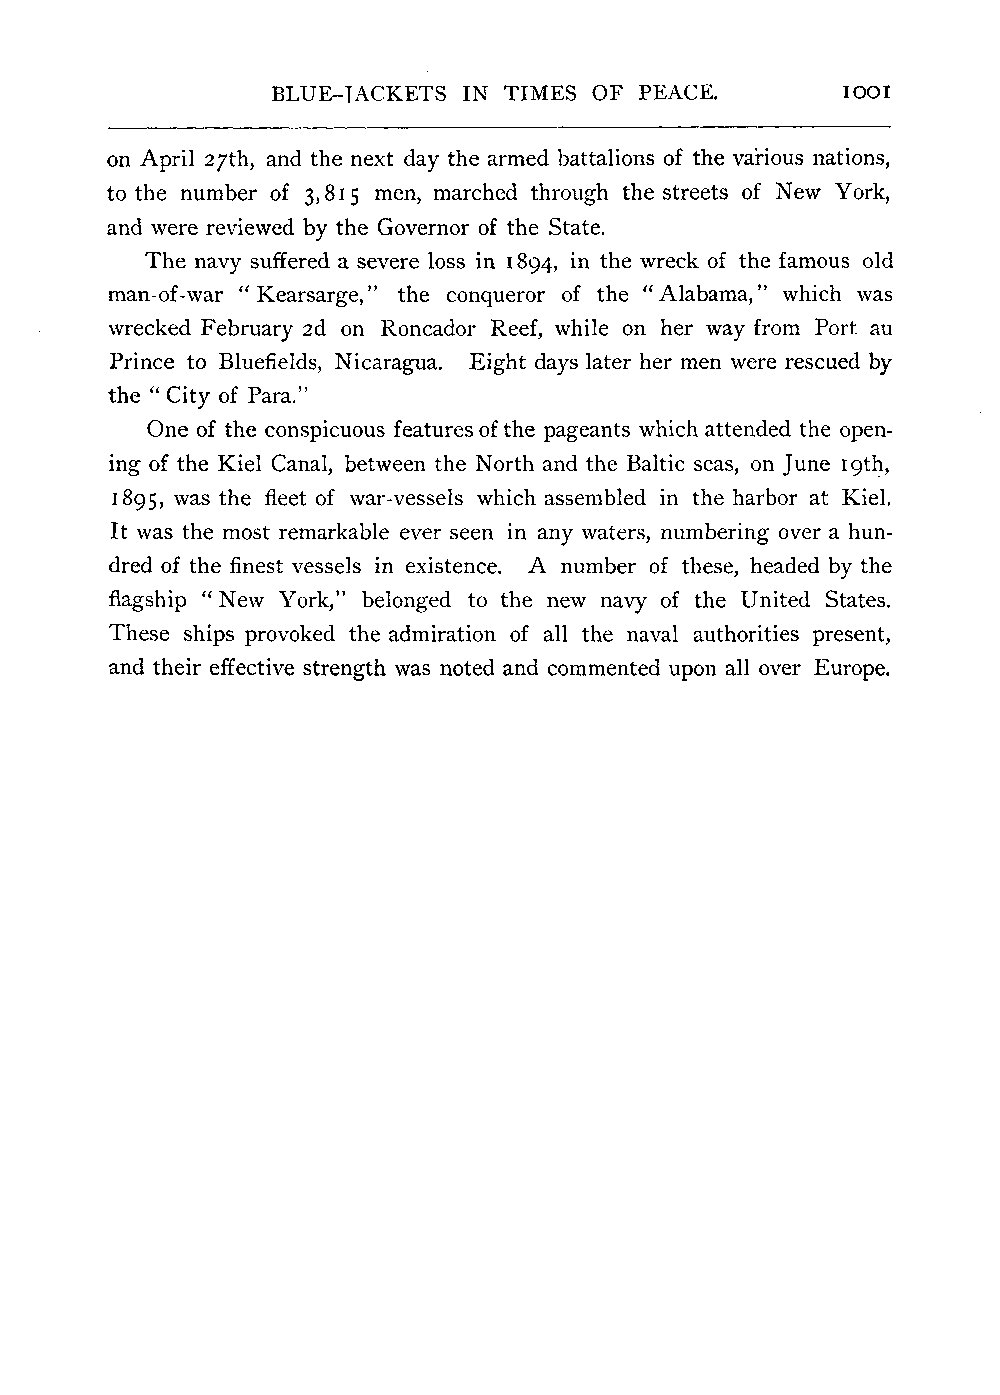 BLUE-JACKETS IN TIMES OF PEACE. 1001
on April 27th, and the next day the armed battalions of the various nations,
to the number of 3,815 men, marched through the streets of New York,
and were reviewed by the Governor of the State.
The navy suffered a severe loss in 1894, in the wreck of the famous old
man-of-war “Kearsarge,” the conqueror of the “Alabama,” which was
wrecked February 2d on Roncador Reef, while on her way from Port au
Prince to Bluefields, Nicaragua. Eight days later her men were rescued by
the “City of Para.”
One of the conspicuous features of the pageants which attended the open-
ing of the Kiel Canal, between the North and the Baltic seas, on June 19th,
1895, was the fleet of war-vessels which assembled in the harbor at Kiel.
It was the most remarkable ever seen in any waters, numbering over a hun-
dred of the finest vessels in existence. A number of these, headed by the
flagship “New York,” belonged to the new navy of the United States.
These ships provoked the admiration of all the naval authorities present,
and their effective strength was noted and commented upon all over Europe.